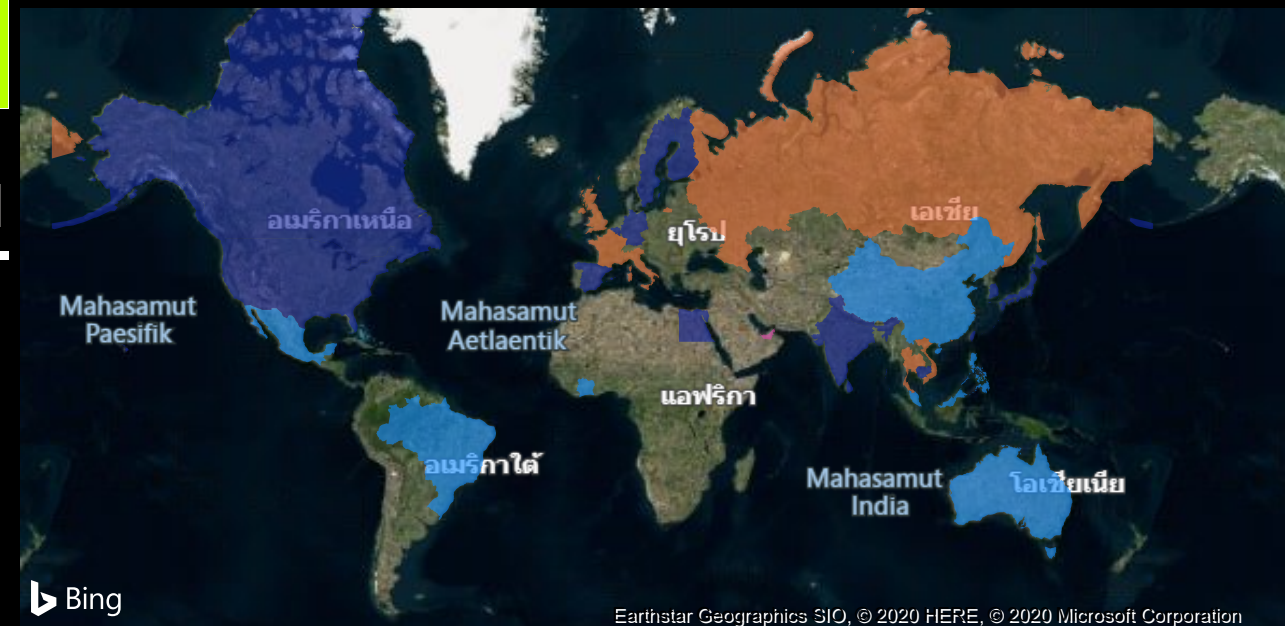 อเมริกาเหนือ
เอเชีย
ยุโรป
Mahasamut
Paesifik
Mahasamut
Aetlaentik
แอฟริกา
อเมริกาใต้
Mahasamut
India
โอเชียเนีย
Bing
Earthstar Geographics SIO, © 2020 HERE, © 2020 Microsoft Corporation